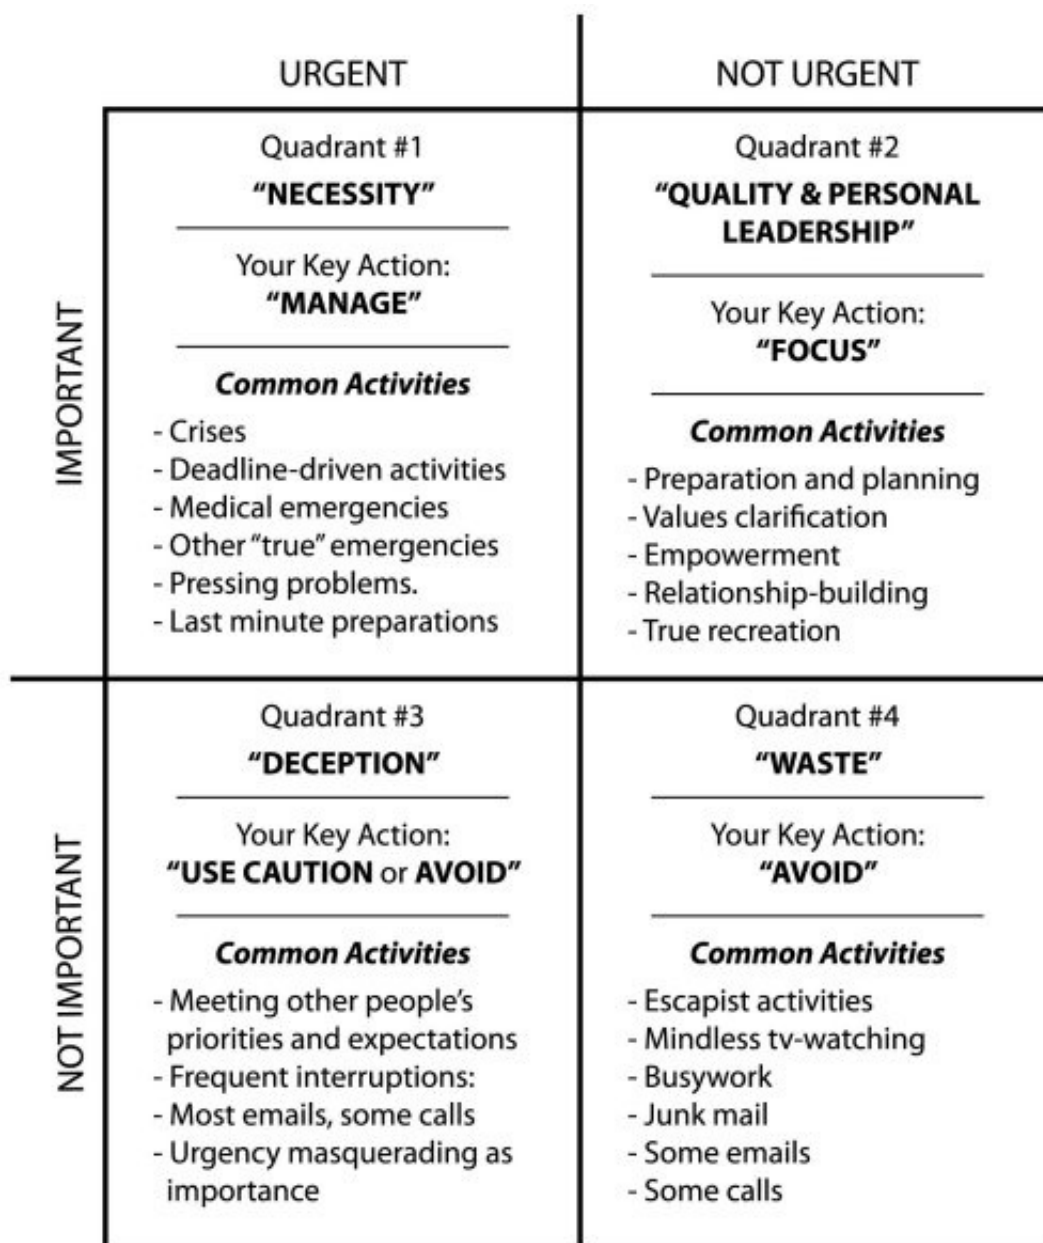 URGENT
NOT URGENT
IMPORTANT
Quadrant #1
“NECESSITY”
Your Key Action:
“MANAGE”
Common Activities
- Crises
- Deadline-driven activities
- Medical emergencies
- Other “true” emergencies
- Pressing problems.
- Last minute preparations
Quadrant #2
“QUALITY & PERSONAL
LEADERSHIP”
Your Key Action:
“FOCUS”
Common Activities
- Preparation and planning
- Values clarification
- Empowerment
- Relationship-building
- True recreation
NOT IMPORTANT
Quadrant #3
“DECEPTION”
Your Key Action:
“USE CAUTION or AVOID”
Common Activities
- Meeting other people’s
priorities and expectations
- Frequent interruptions:
- Most emails, some calls
- Urgency masquerading as
importance
Quadrant #4
“WASTE”
Your Key Action:
“AVOID”
Common Activities
- Escapist activities
- Mindless tv-watching
- Busywork
- Junk mail
- Some emails
- Some calls